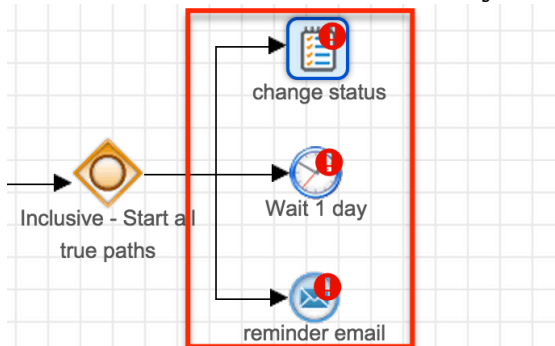 change status
Wait 1 day
Inclusive - Start all
true paths
reminder email